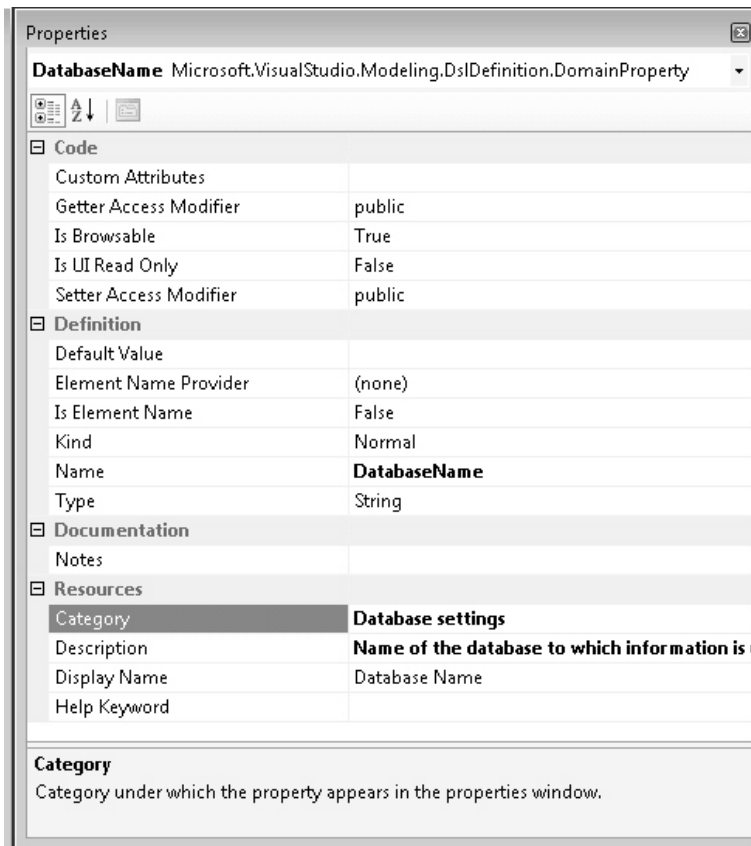 Properties
DatabaseName Microsoft.VisualStudio.Modeling.DslDefinition.DomainProperty
Code
Custom Attributes
Getter Access Modifier public
Is Browsable True
Is UI Read Only False
Setter Access Modifier public
Definition
Default Value
Element Name Provider (none)
Is Element Name False
Kind Normal
Name DatabaseName
Type String
Documentation
Notes
Resources
Category Database settings
Description Name of the database to which information is
Display Name Database Name
Help Keyword
Category
Category under which the property appears in the properties window.